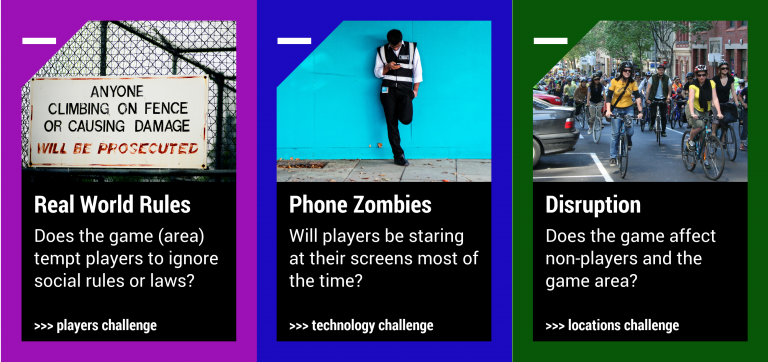 ANYONE
CLIMBING ON FENCE
OR CAUSING DAMAGE
WILL BE PROSECUTED
Real World Rules
Does the game (area)
tempt players to ignore
social rules or laws?
>>> players challenge
Phone Zombies
Will players be staring
at their screens most of
the time?
>>> technology challenge
Disruption
Does the game affect
non-players and the
game area?
>>> locations challenge